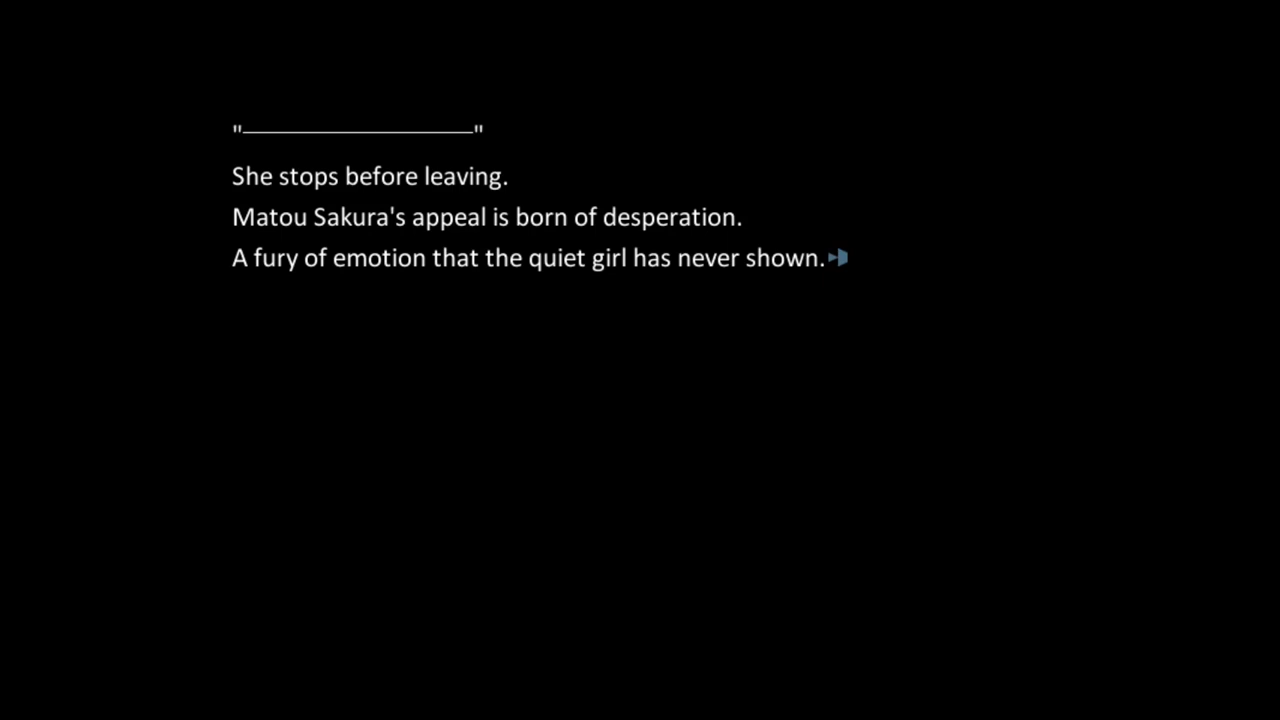 "―――――――――――"
She stops before leaving.
Matou Sakura's appeal is born of desperation.
A fury of emotion that the quiet girl has never shown.